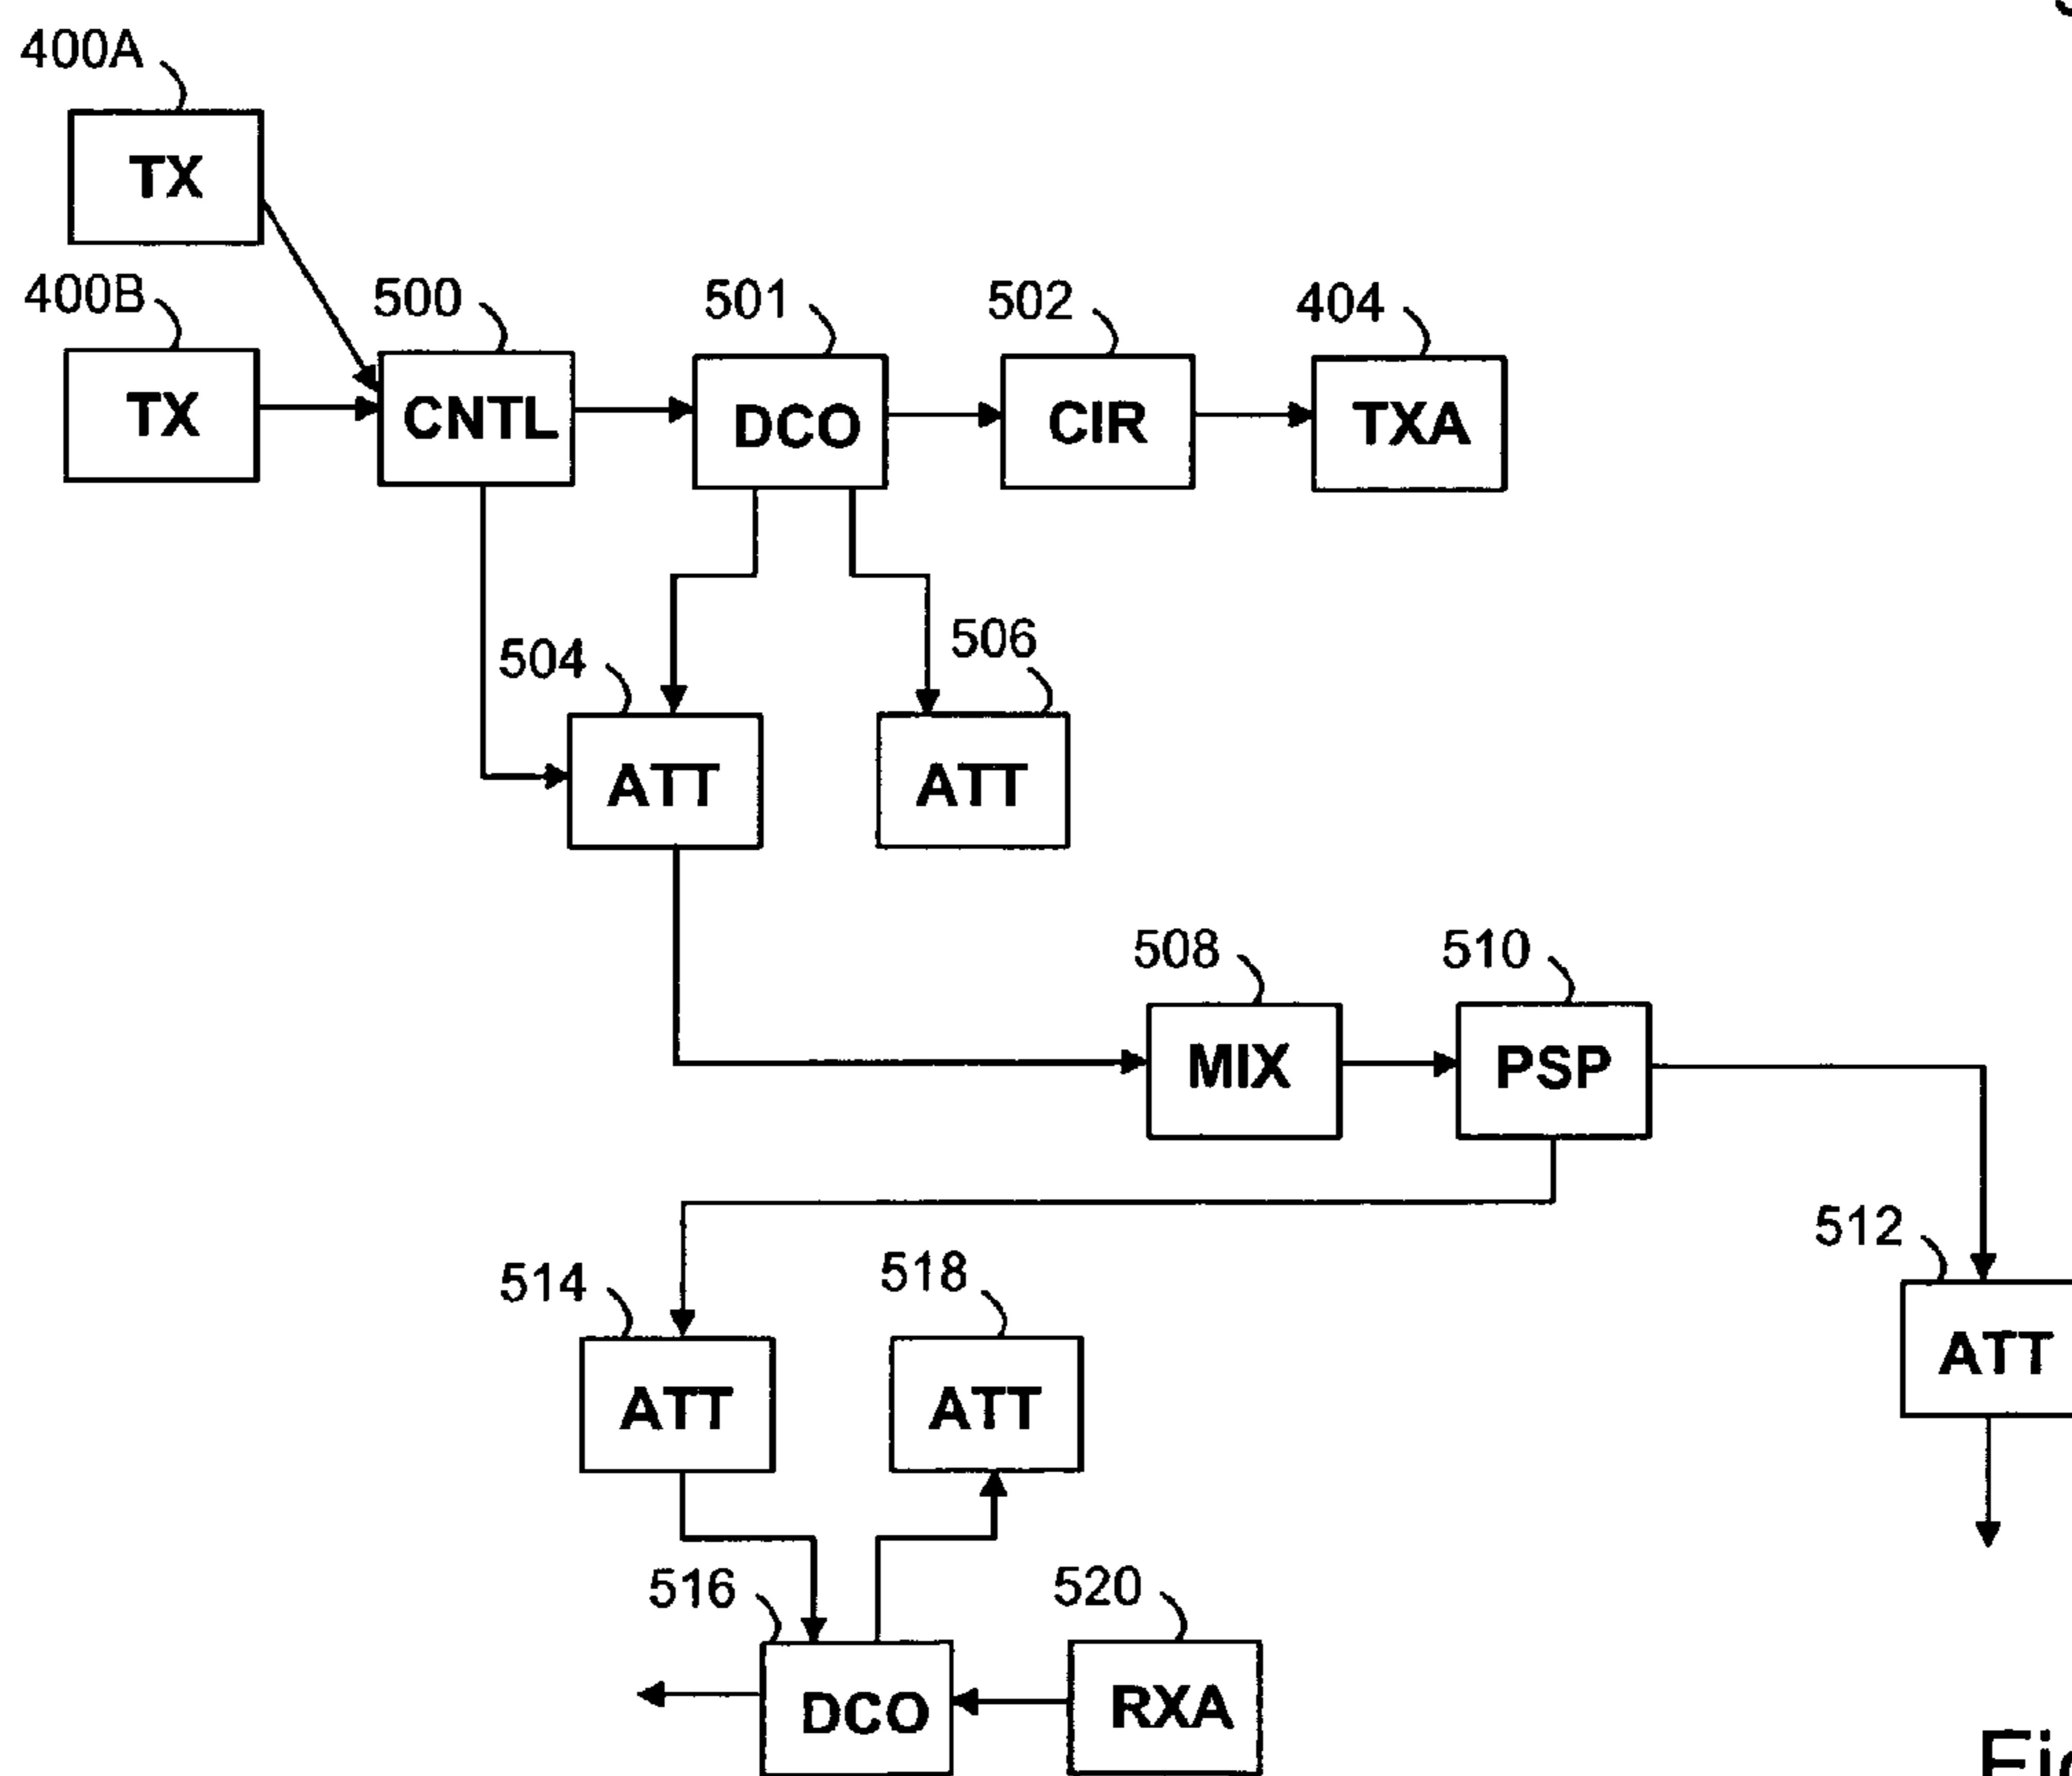 400A
TX
400B
500
501
502
404
TX
CNTL
DCO
CIR
TXA
504
506
ATT
ATT
508
510
MIX
PSP
512
514
518
ATT
ATT
ATT
516
520
DCO
RXA